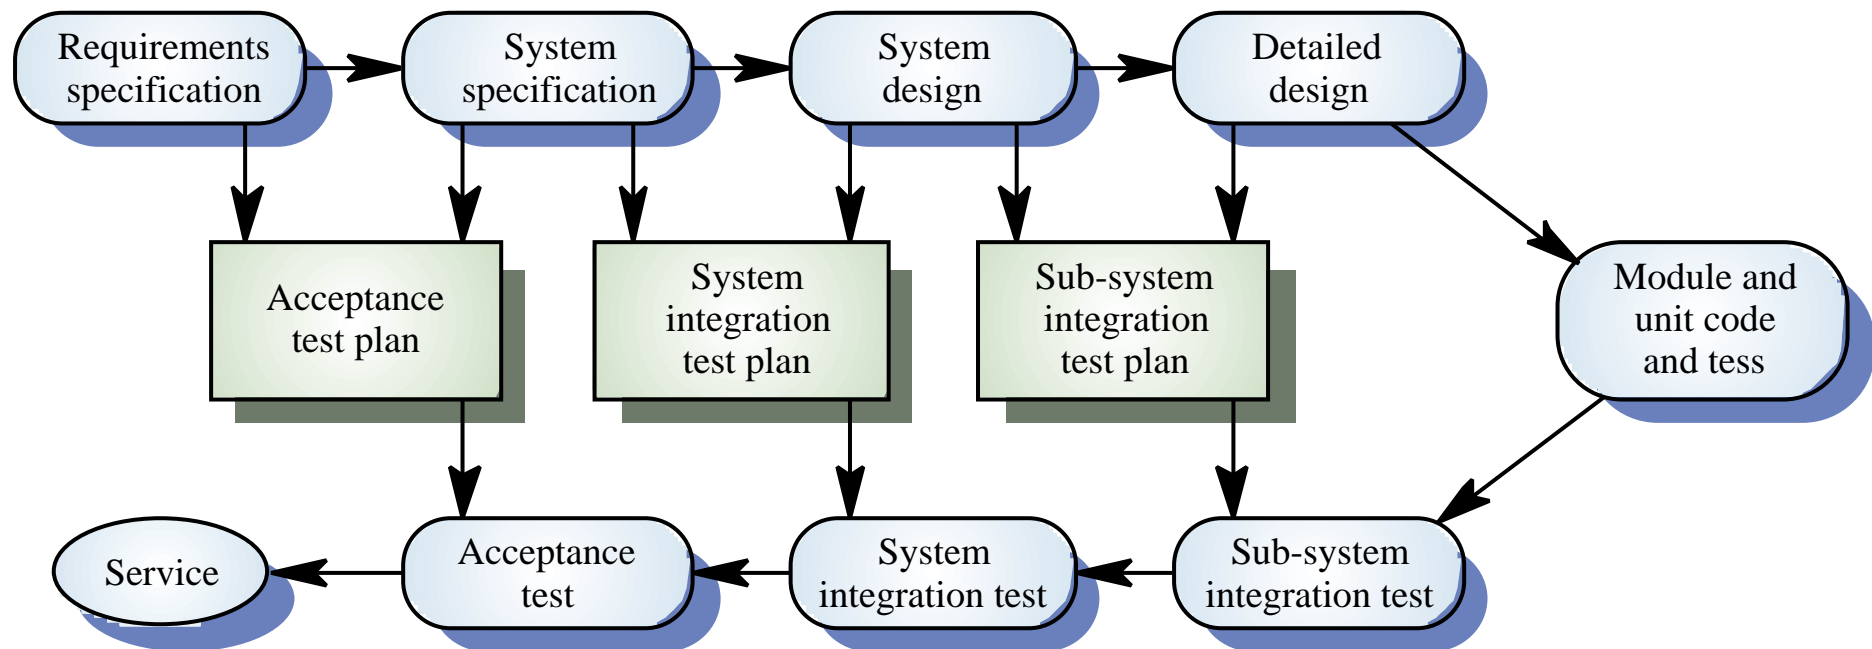 Requirements
specification
System
specification
System
design
Detailed
design
Acceptance
test plan
System
integration
test plan
Sub-system
integration
test plan
Module and
unit code
and tess
Service
Acceptance
test
System
integration test
Sub-system
integration test